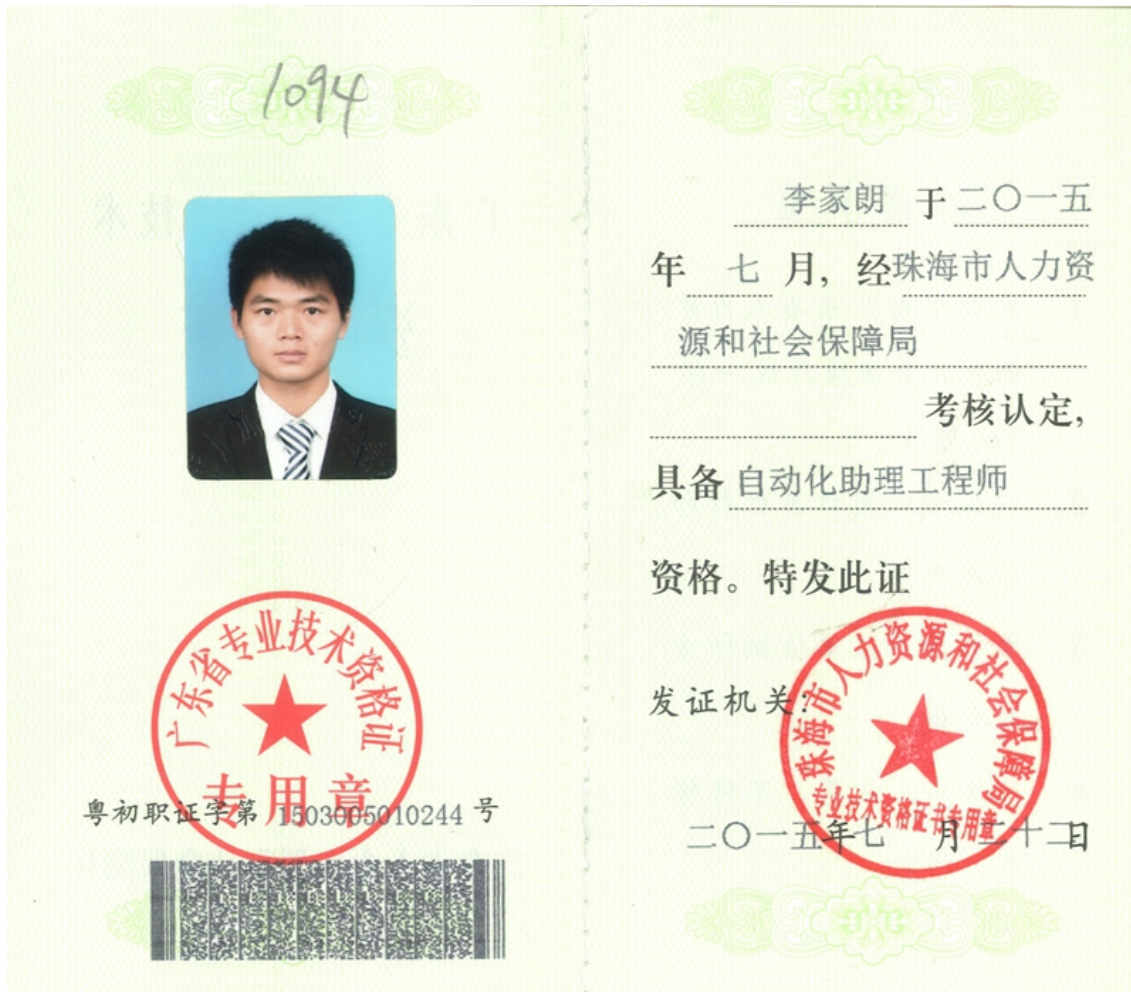 1094
广东省专业技术资格证
专用章
粤初职证字第 1503005010244 号
李家朗 于 二〇一五
年 七 月，经珠海市人力资
源和社会保障局
考核认定，
具备 自动化助理工程师
资格。特发此证
发证机关：
珠海市人力资源和社会保障局
专业技术资格证书专用章
二〇一五年七 月二十二日